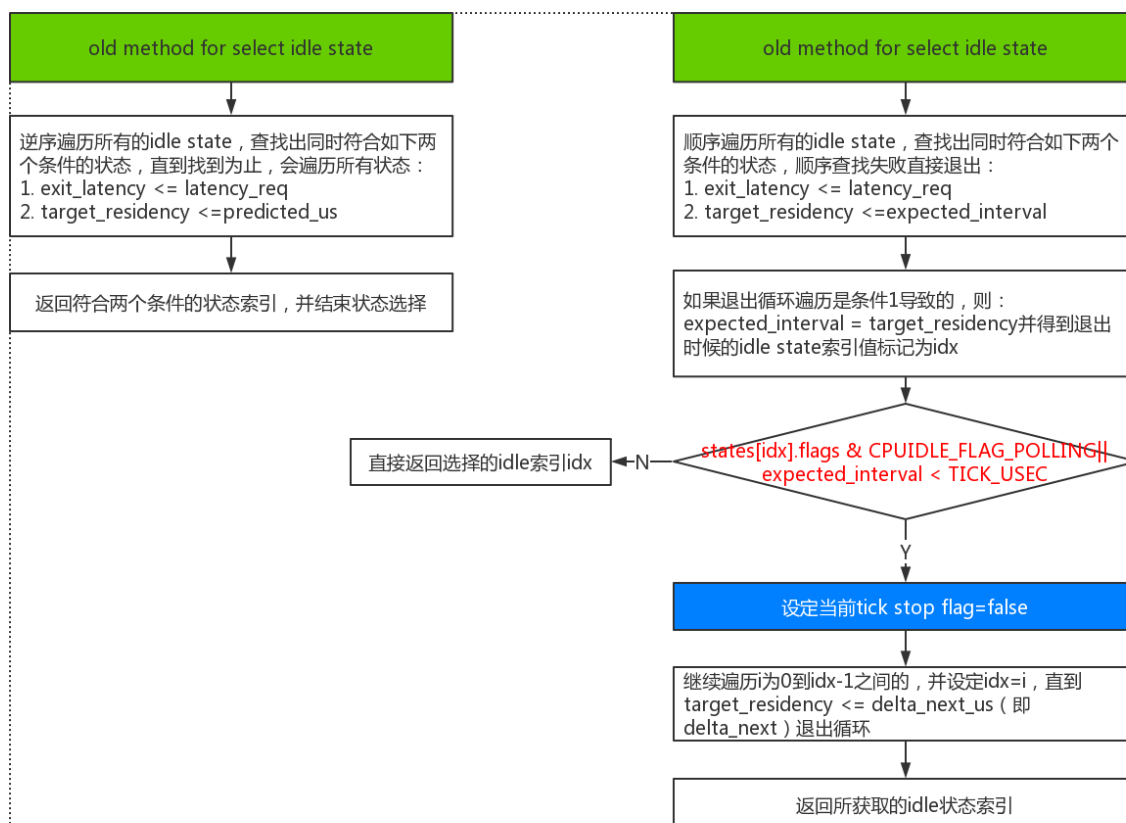 old method for select idle state
逆序遍历所有的idle state，查找出同时符合如下两
个条件的状态，直到找到为止，会遍历所有状态：
1. exit_latency <= latency_req
2. target_residency <=predicted_us
返回符合两个条件的状态索引，并结束状态选择
old method for select idle state
顺序遍历所有的idle state，查找出同时符合如下两个
条件的状态，顺序查找失败直接退出：
1. exit_latency <= latency_req
2. target_residency <=expected_interval
如果退出循环遍历是条件1导致的，则：
expected_interval = target_residency并得到退出
时候的idle state索引值标记为idx
states[idx].flags & CPUIDLE_FLAG_POLLING||
expected_interval < TICK_USEC
N
直接返回选择的idle索引idx
Y
设定当前tick stop flag=false
继续遍历i为0到idx-1之间的，并设定idx=i，直到
target_residency <= delta_next_us（即
delta_next）退出循环
返回所获取的idle状态索引